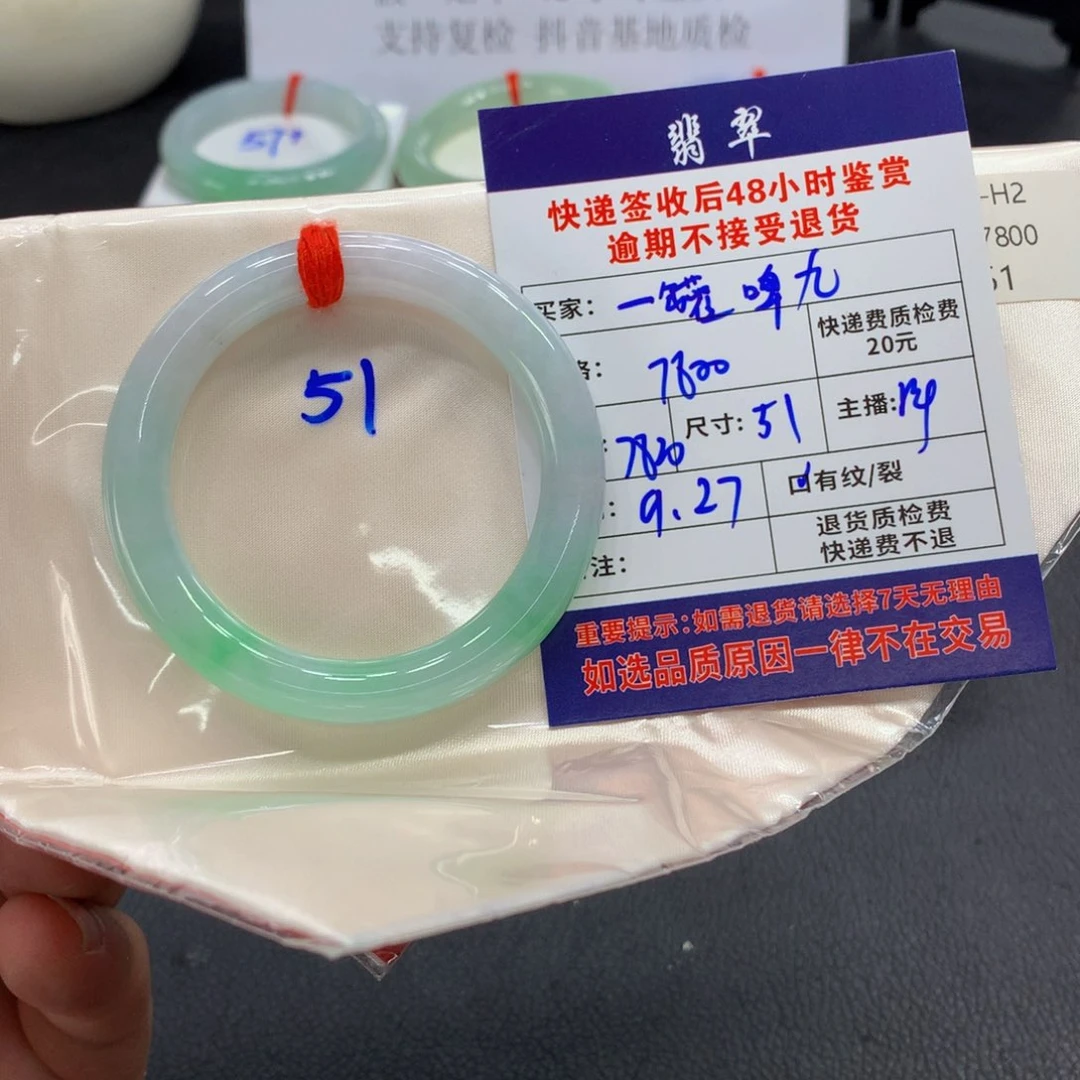 支持复检 抖音基地质检
57
翡翠
快递签收后48小时鉴赏
逾期不接受退货
买家：一罐啤九
快递费质检费
20元
格：7800
7820
尺寸：51
主播：
9.27
有纹/裂
注：
退货质检费
快递费不退
重要提示：如需退货请选择7天无理由
如选品质原因一律不在交易
51
-H2
7800
51